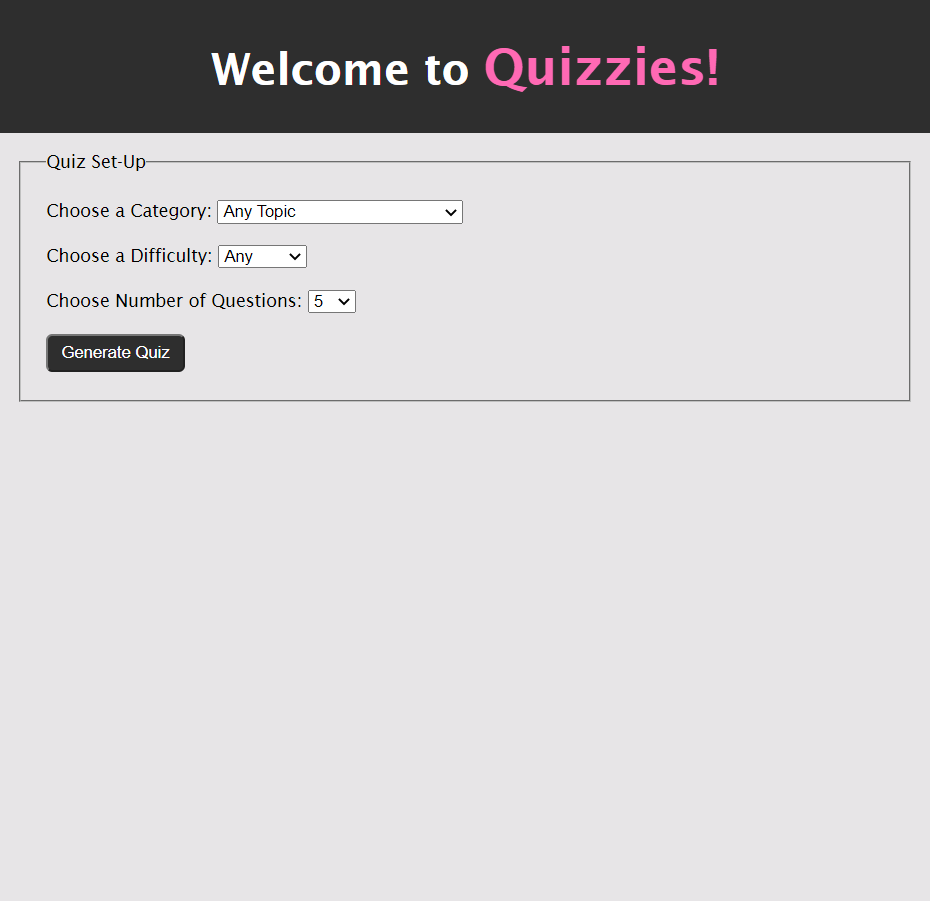 Welcome to Quizzies!
Quiz Set-Up
Choose a Category: Any Topic
Choose a Difficulty: Any
Choose Number of Questions: 5
Generate Quiz